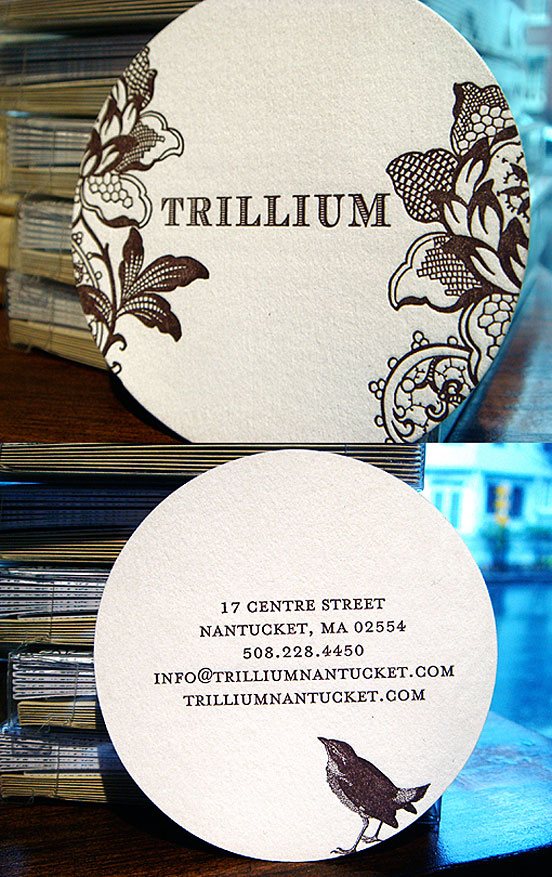 TRILLIUM
17 CENTRE STREET
NANTUCKET, MA 02554
508.228.4450
INFO@TRILLIUMNANTUCKET.COM
TRILLIUMNANTUCKET.COM